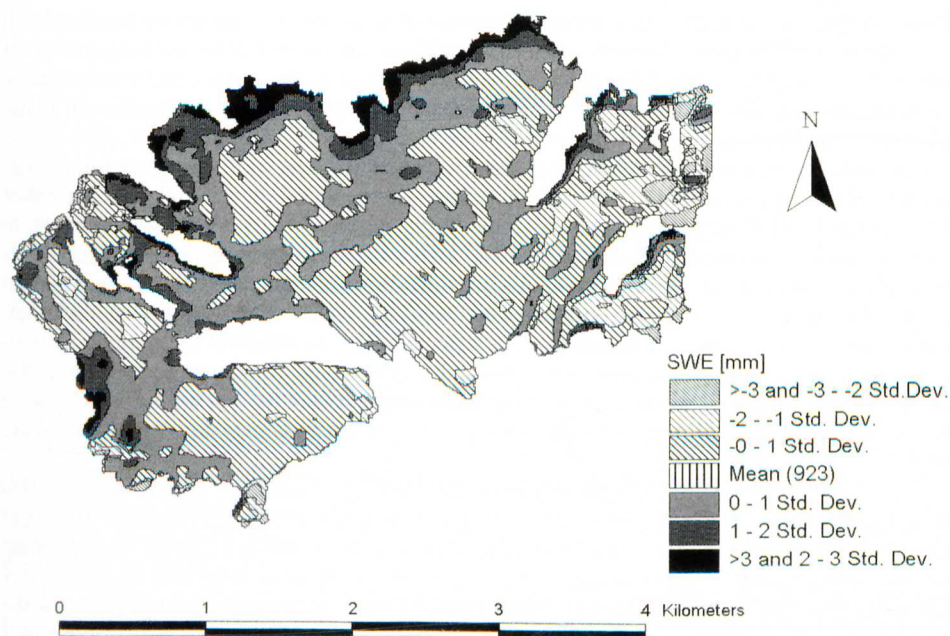 N
SWE [mm]
>-3 and -3 - -2 Std.Dev.
-2 - -1 Std. Dev.
-0 - 1 Std. Dev.
Mean (923)
0 - 1 Std. Dev.
1 - 2 Std. Dev.
>3 and 2 - 3 Std. Dev.
0 1 2 3 4 Kilometers